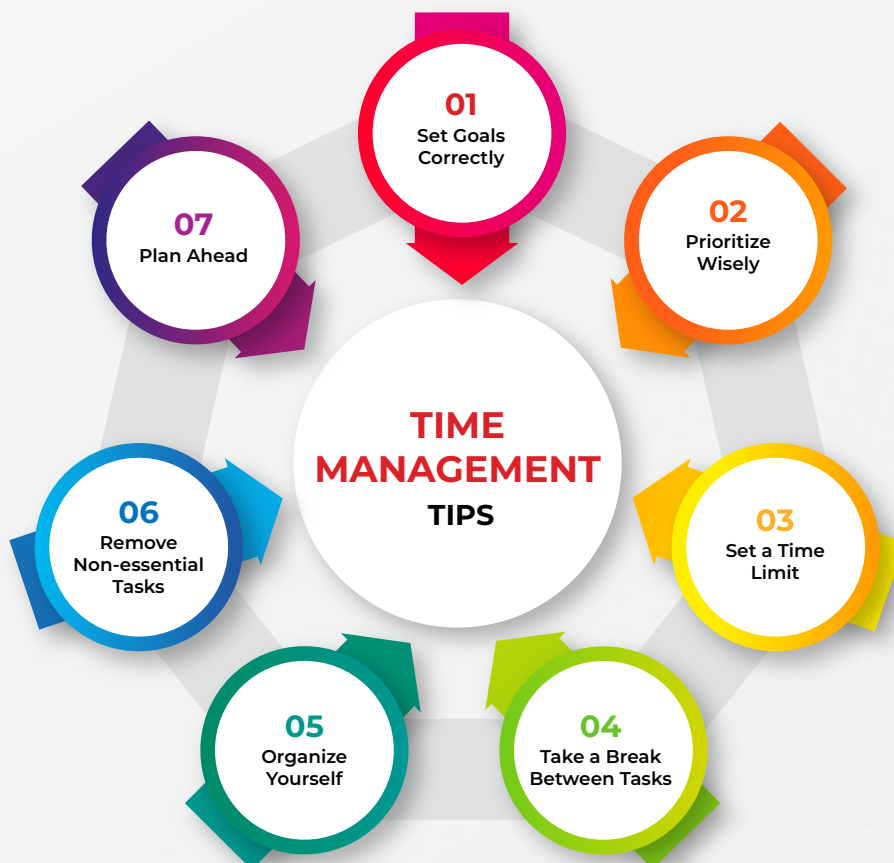 TIME
MANAGEMENT
TIPS
01
Set Goals
Correctly
02
Prioritize
Wisely
03
Set a Time
Limit
04
Take a Break
Between Tasks
05
Organize
Yourself
06
Remove
Non-essential
Tasks
07
Plan Ahead